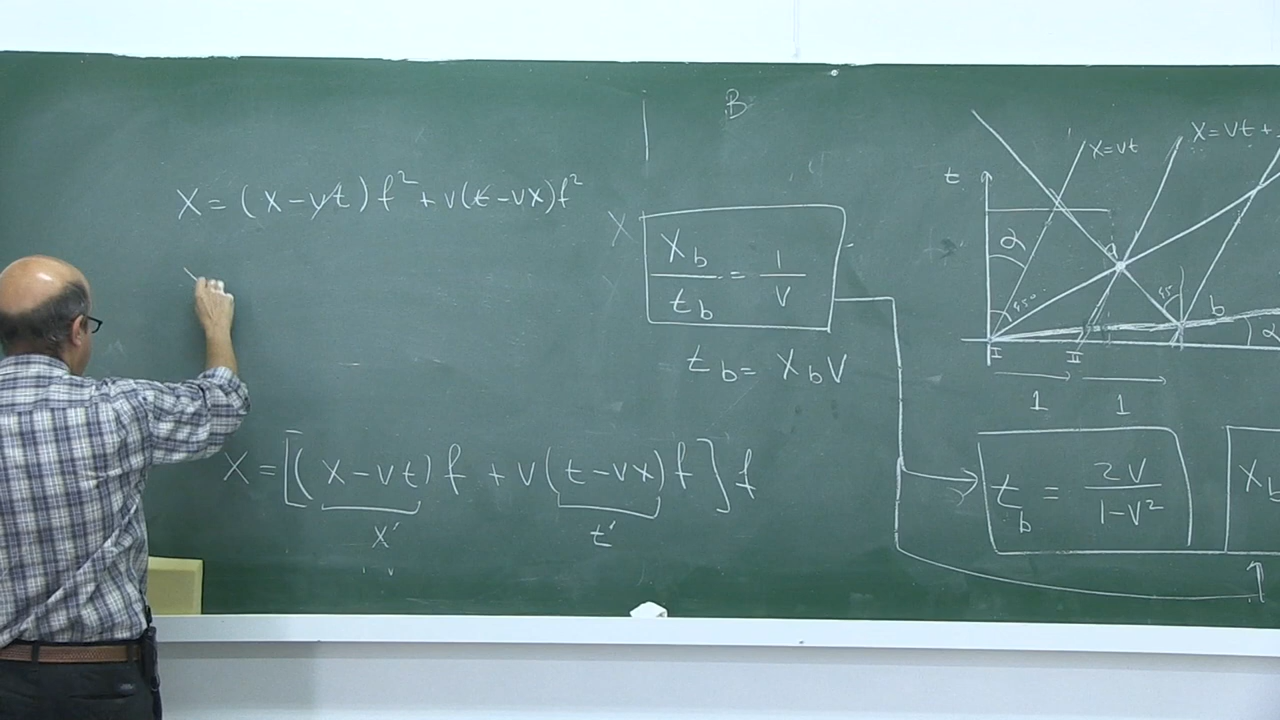 X = (X - vt) f² + v(t - vx) f²
X
X = [(X - vt) f + v(t - vx) f] f
X'
t'
B
X
X_b / t_b = 1 / v
t_b = X_b v
t
X = vt
X = vt +
α
a
45°
45
b
α
I
II
1
1
t_b = 2v / 1 - v²
X_b